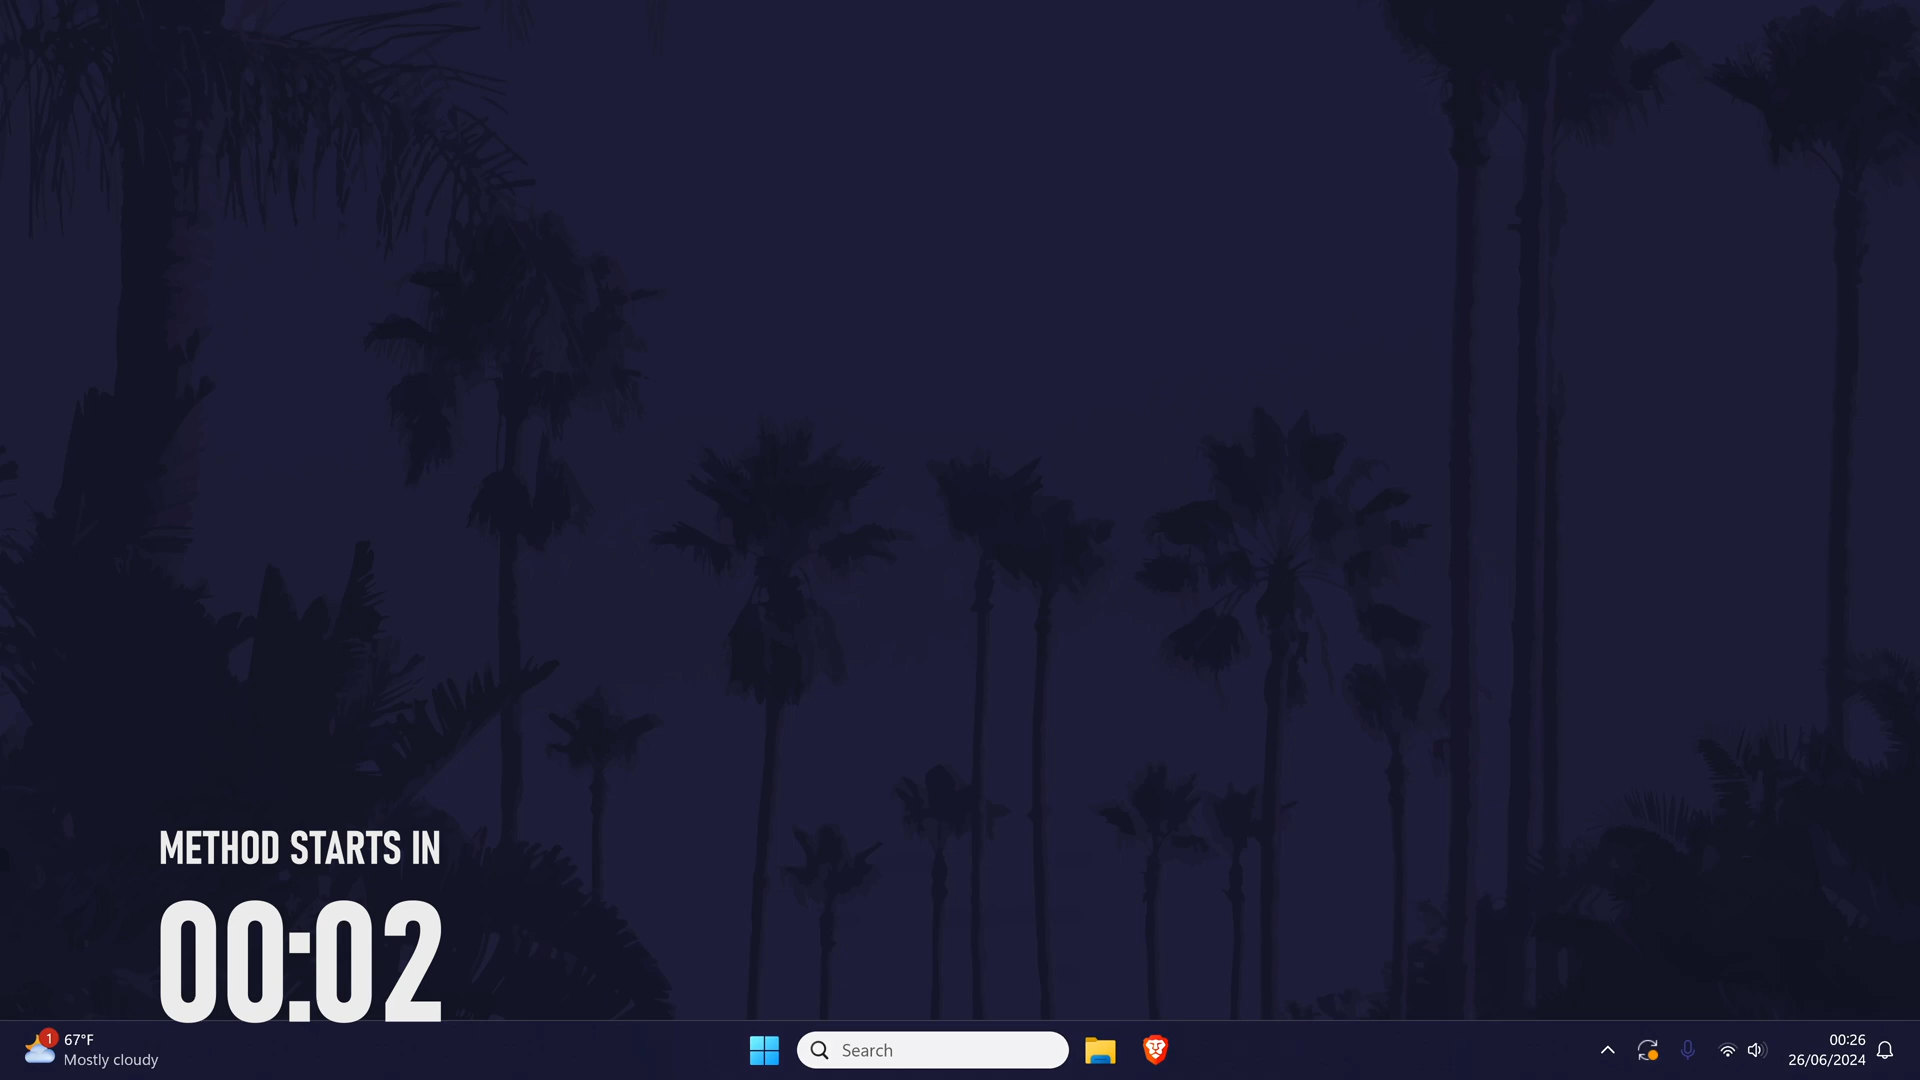 METHOD STARTS IN
00:02
1
67°F
Mostly cloudy
Search
00:26
26/06/2024